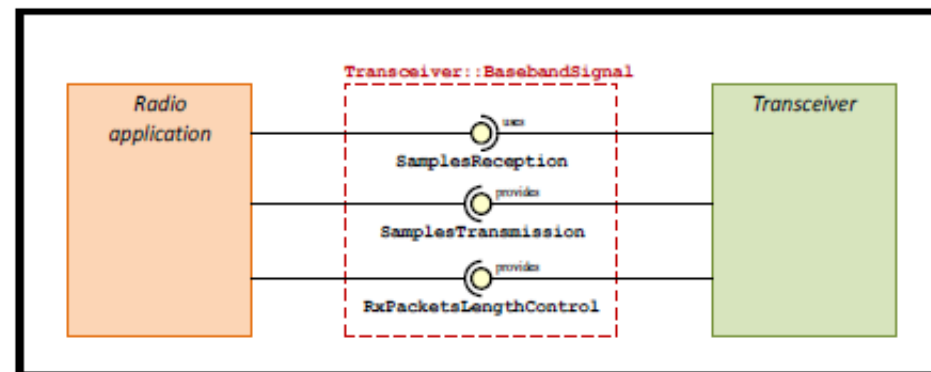 Transceiver::BasebandSignal
Radio
application
Transceiver
uses
SamplesReception
provides
SamplesTransmission
provides
RxPacketsLengthControl